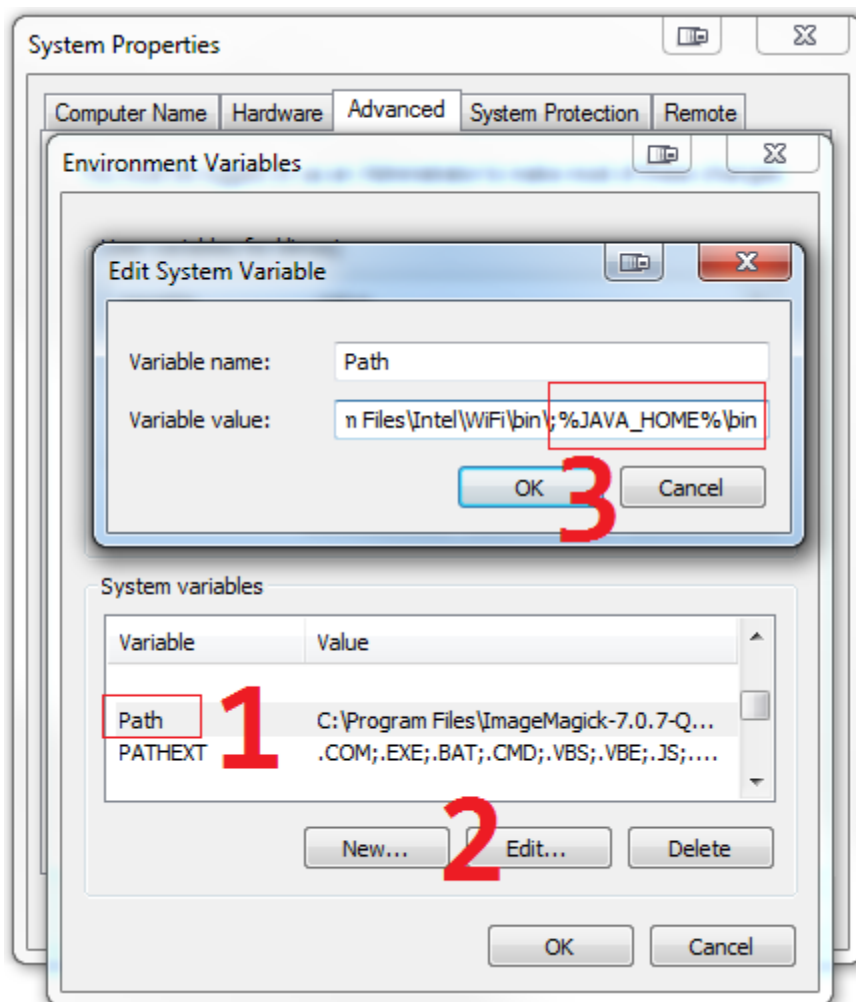 System Properties
Computer Name Hardware Advanced System Protection Remote
Environment Variables
Edit System Variable
Variable name: Path
Variable value: n Files\Intel\WiFi\bin\;%JAVA_HOME%\bin
OK Cancel
3
System variables
Variable Value
Path C:\Program Files\ImageMagick-7.0.7-Q...
1
PATHEXT .COM;.EXE;.BAT;.CMD;.VBS;.VBE;.JS;....
New... Edit... Delete
2
OK Cancel